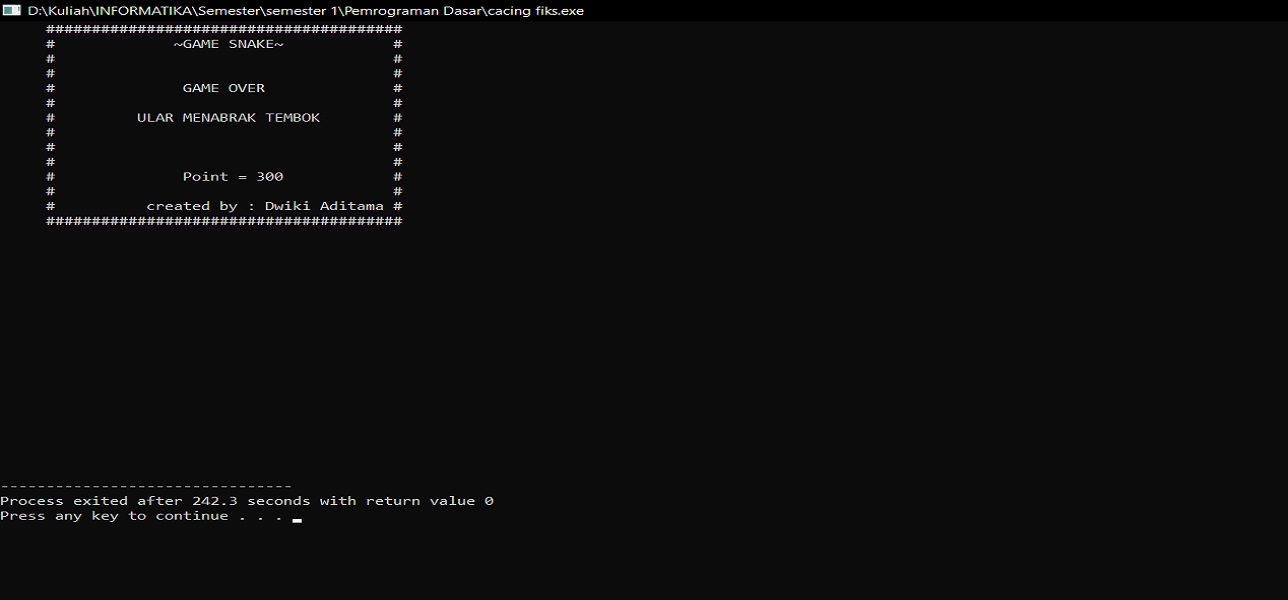 D:\Kuliah\INFORMATIKA\Semester\semester 1\Pemrograman Dasar\cacing fiks.exe
#######################################
# ~GAME SNAKE~ #
# #
# #
# GAME OVER #
# #
# ULAR MENABRAK TEMBOK #
# #
# #
# #
# Point = 300 #
# #
# created by : Dwiki Aditama #
#######################################
--------------------------------
Process exited after 242.3 seconds with return value 0
Press any key to continue . . .